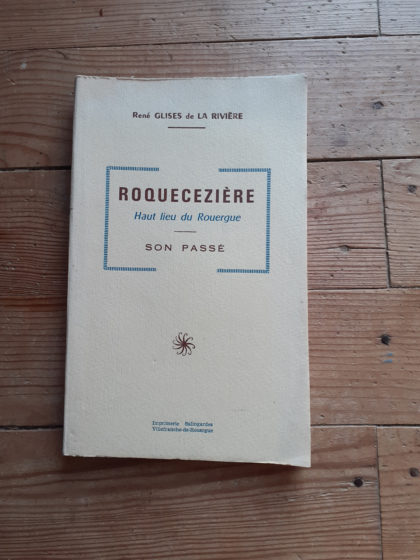 René GLISES de LA RIVIÈRE
ROQUECEZIÈRE
Haut lieu du Rouergue
SON PASSÉ
Imprimerie Salingardes
Villefranche-de-Rouergue